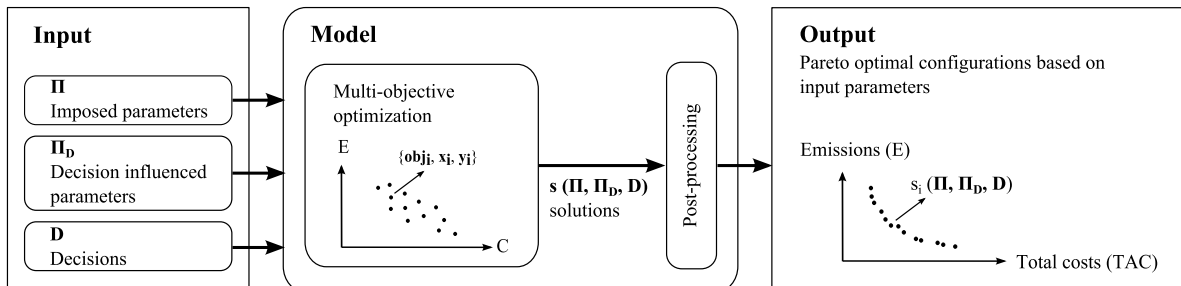 Input
Π
Imposed parameters
Π_D
Decision influenced
parameters
D
Decisions
Model
Multi-objective
optimization
E
{obj_i, x_i, y_i}
C
s (Π, Π_D, D)
solutions
Post-processing
Output
Pareto optimal configurations based on
input parameters
Emissions (E)
s_i (Π, Π_D, D)
Total costs (TAC)